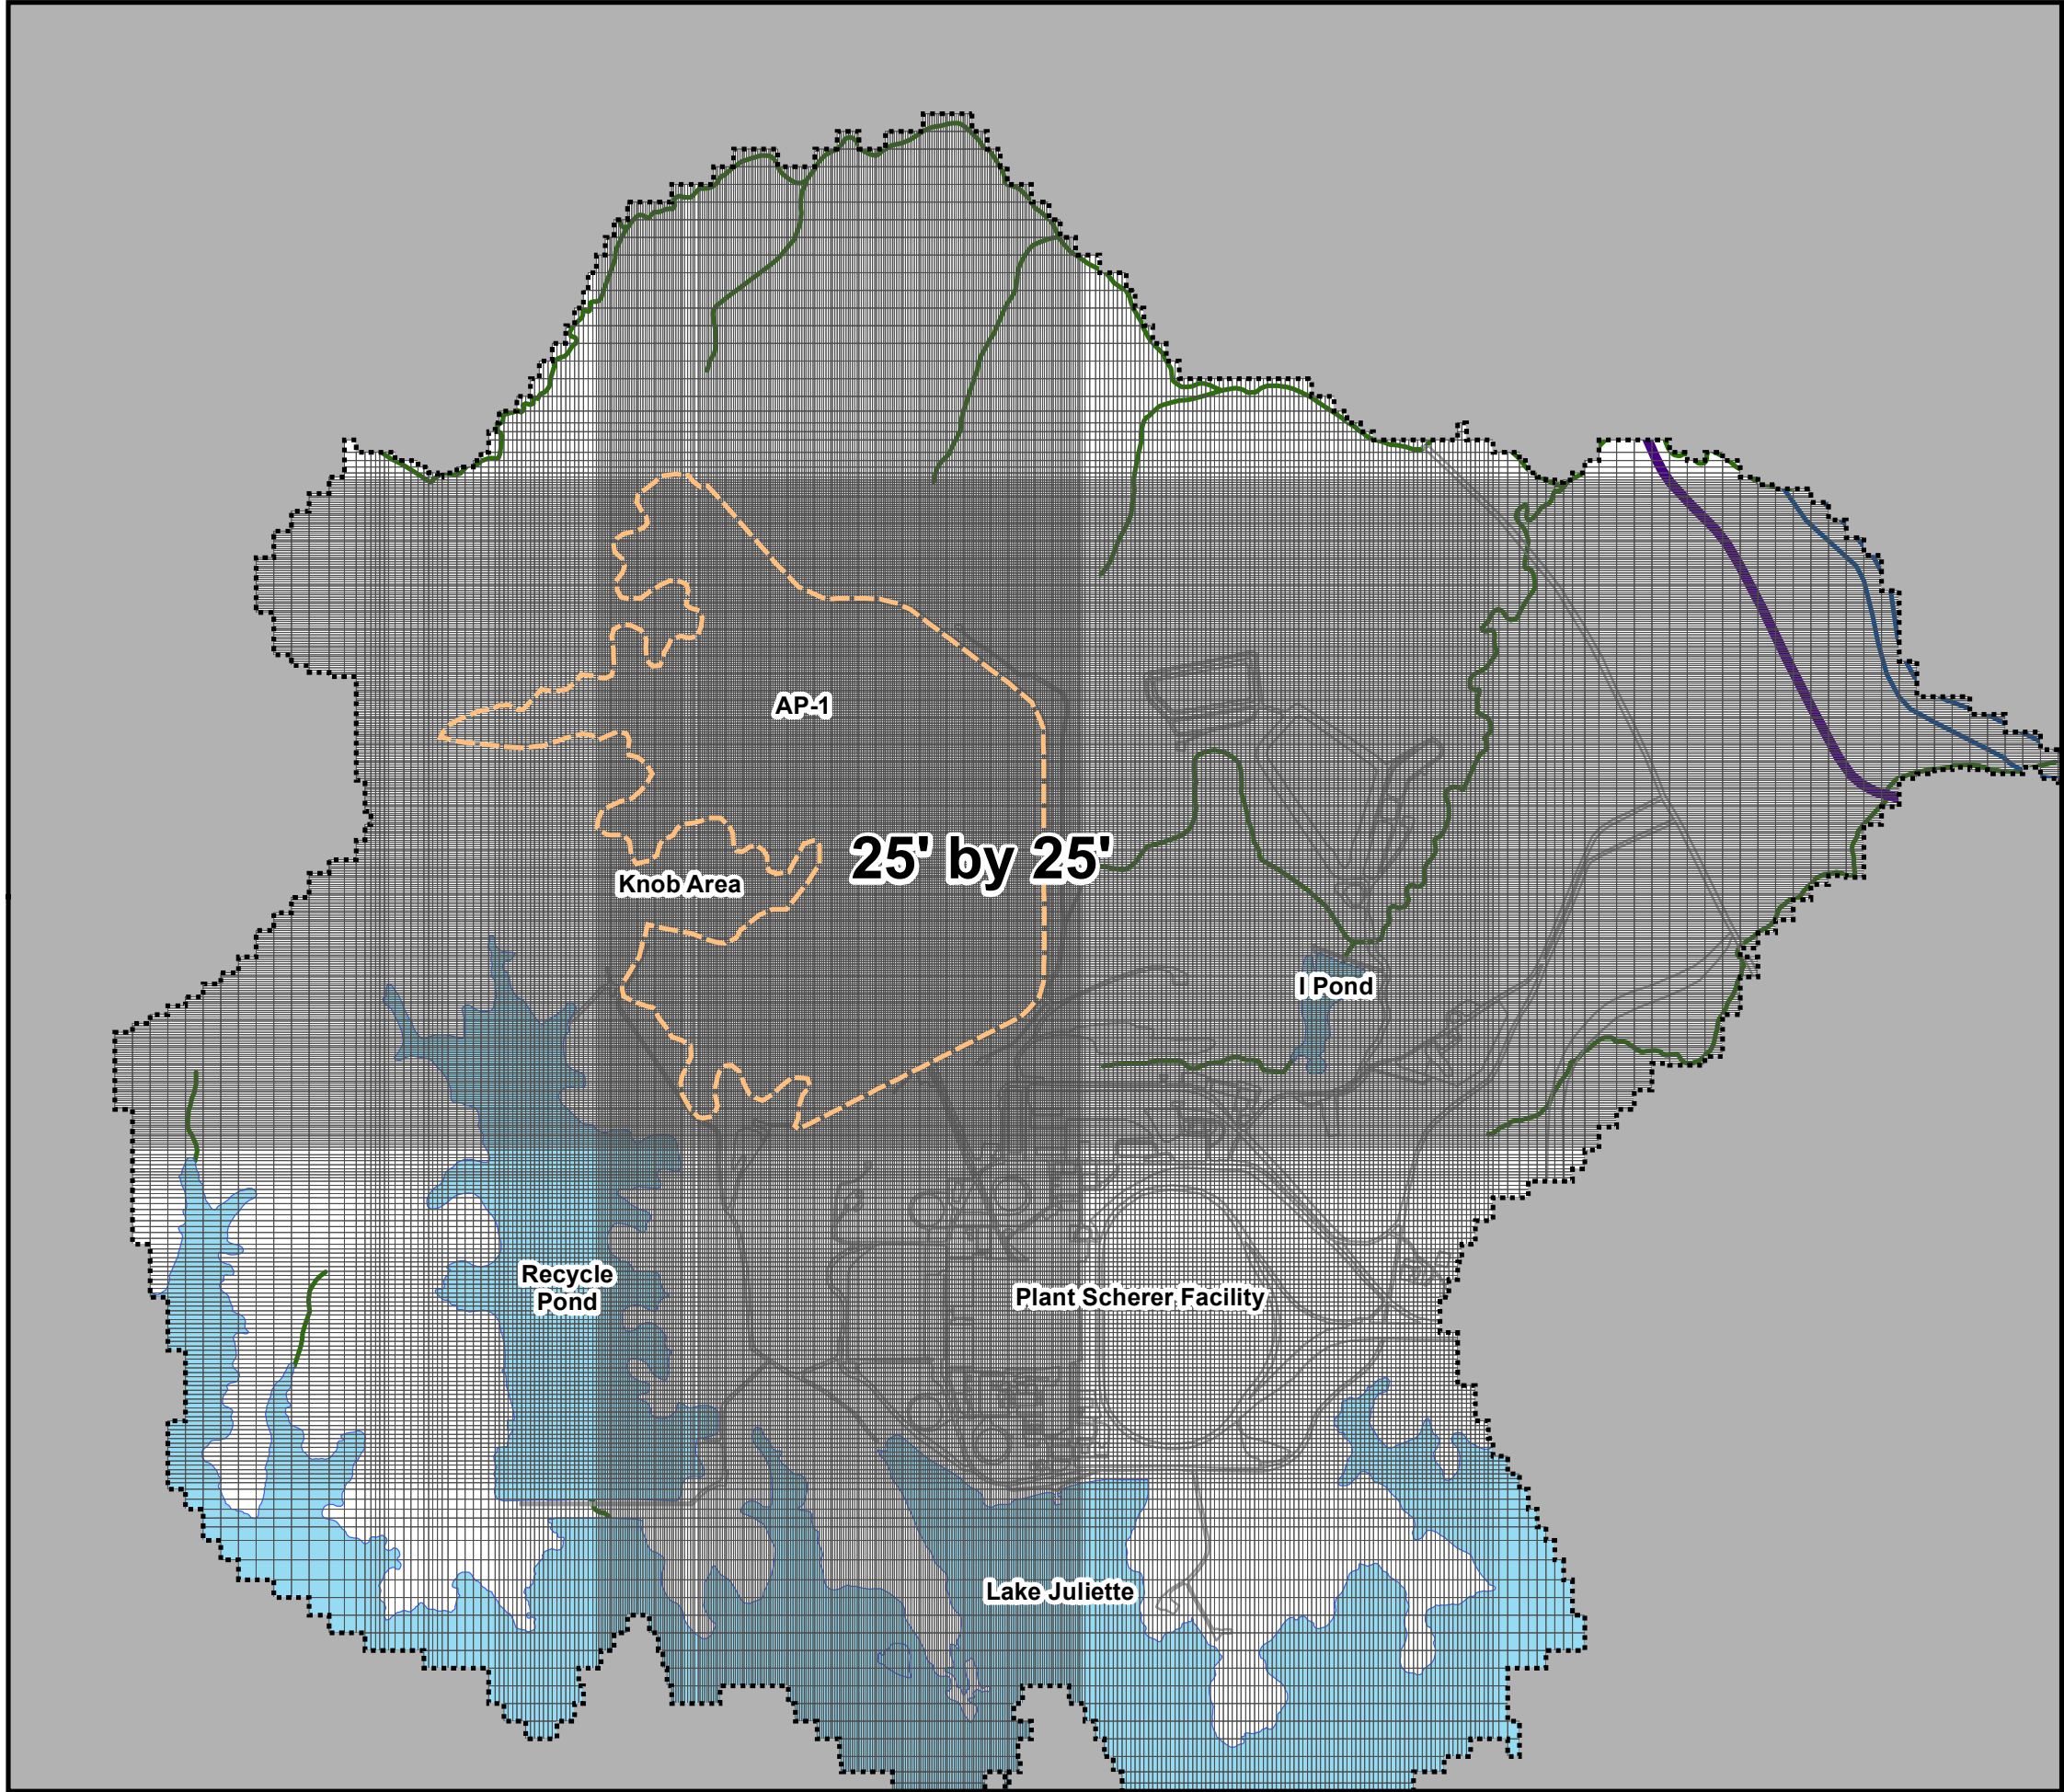 AP-1
25' by 25'
Knob Area
I Pond
Recycle
Pond
Plant Scherer Facility
Lake Juliette